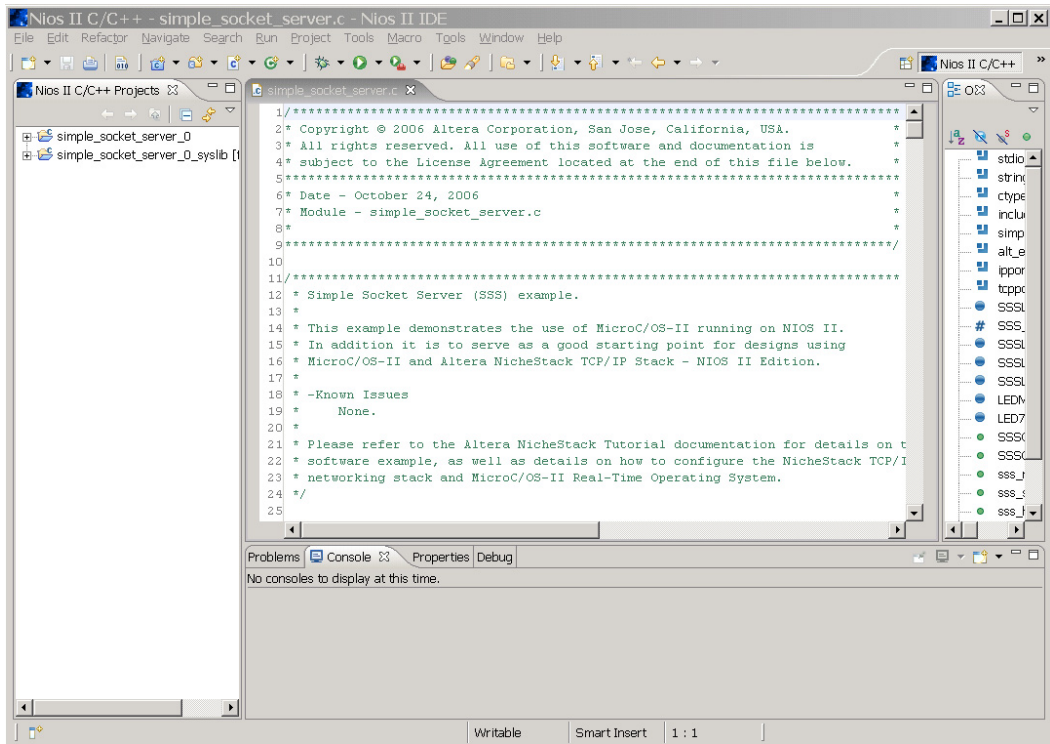 Nios II C/C++ - simple_socket_server.c - Nios II IDE
File Edit Refactor Navigate Search Run Project Tools Macro Tools Window Help
Nios II C/C++ »
Nios II C/C++ Projects
simple_socket_server_0
simple_socket_server_0_syslib [1
simple_socket_server.c
1/******************************************************************************
2* Copyright © 2006 Altera Corporation, San Jose, California, USA. *
3* All rights reserved. All use of this software and documentation is *
4* subject to the License Agreement located at the end of this file below. *
5*******************************************************************************
6* Date - October 24, 2006 *
7* Module - simple_socket_server.c *
8* *
9******************************************************************************/
10
11/******************************************************************************
12 * Simple Socket Server (SSS) example.
13 *
14 * This example demonstrates the use of MicroC/OS-II running on NIOS II.
15 * In addition it is to serve as a good starting point for designs using
16 * MicroC/OS-II and Altera NicheStack TCP/IP Stack - NIOS II Edition.
17 *
18 * -Known Issues
19 * None.
20 *
21 * Please refer to the Altera NicheStack Tutorial documentation for details on t
22 * software example, as well as details on how to configure the NicheStack TCP/I
23 * networking stack and MicroC/OS-II Real-Time Operating System.
24 */
25
stdio
string
ctype
inclu
simp
alt_e
ippor
tcppo
SSSL
# SSS_
SSSL
SSSL
SSSL
LEDM
LED7
SSSC
SSSC
sss_r
sss_s
sss_h
Problems Console Properties Debug
No consoles to display at this time.
Writable Smart Insert 1 : 1